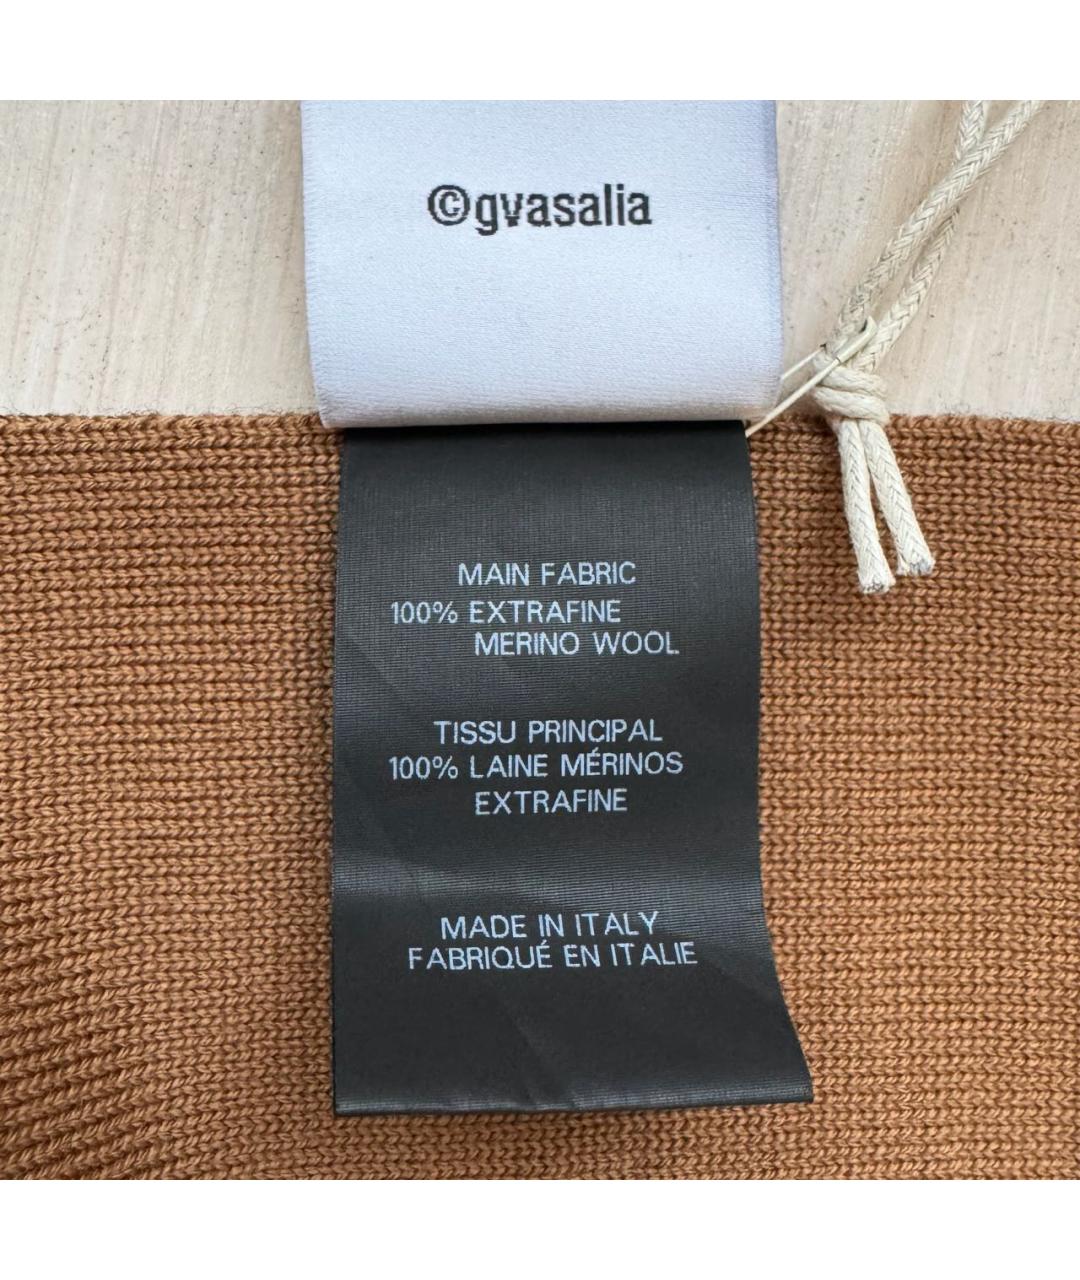 ©gvasalia
MAIN FABRIC
100% EXTRAFINE
MERINO WOOL
TISSU PRINCIPAL
100% LAINE MÉRINOS
EXTRAFINE
MADE IN ITALY
FABRIQUÉ EN ITALIE